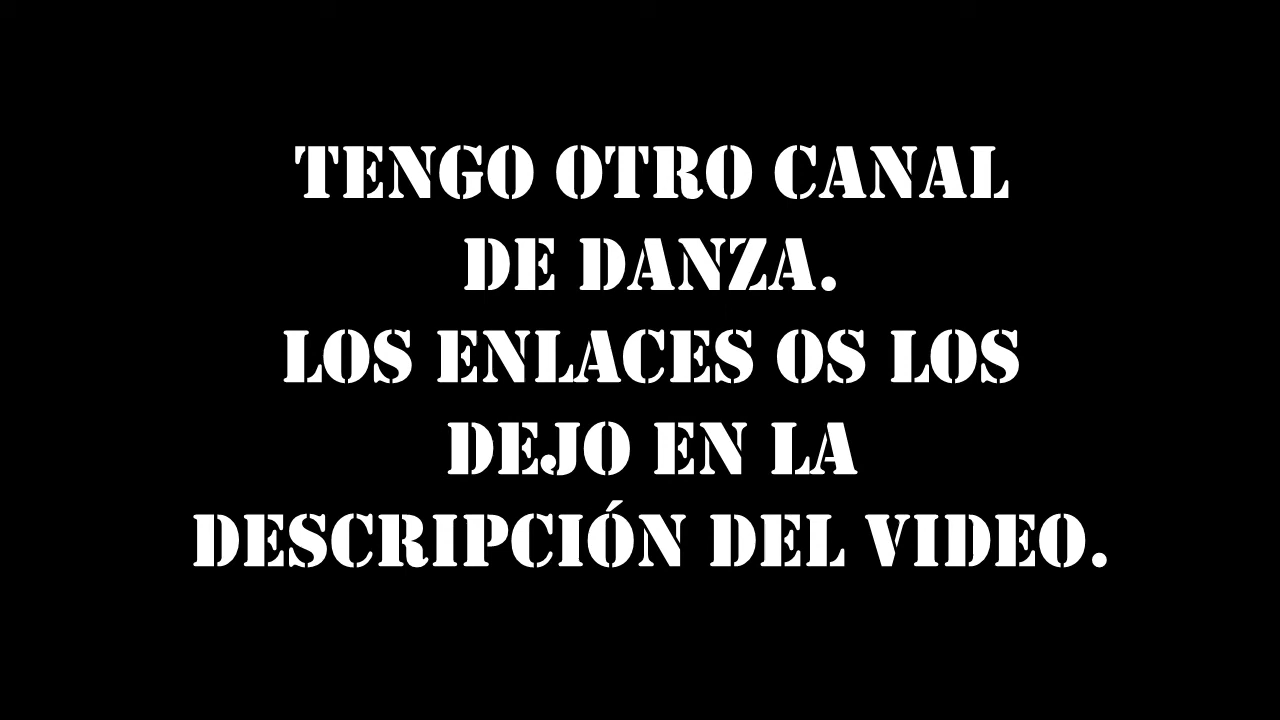 TENGO OTRO CANAL
DE DANZA.
LOS ENLACES OS LOS
DEJO EN LA
DESCRIPCIÓN DEL VIDEO.